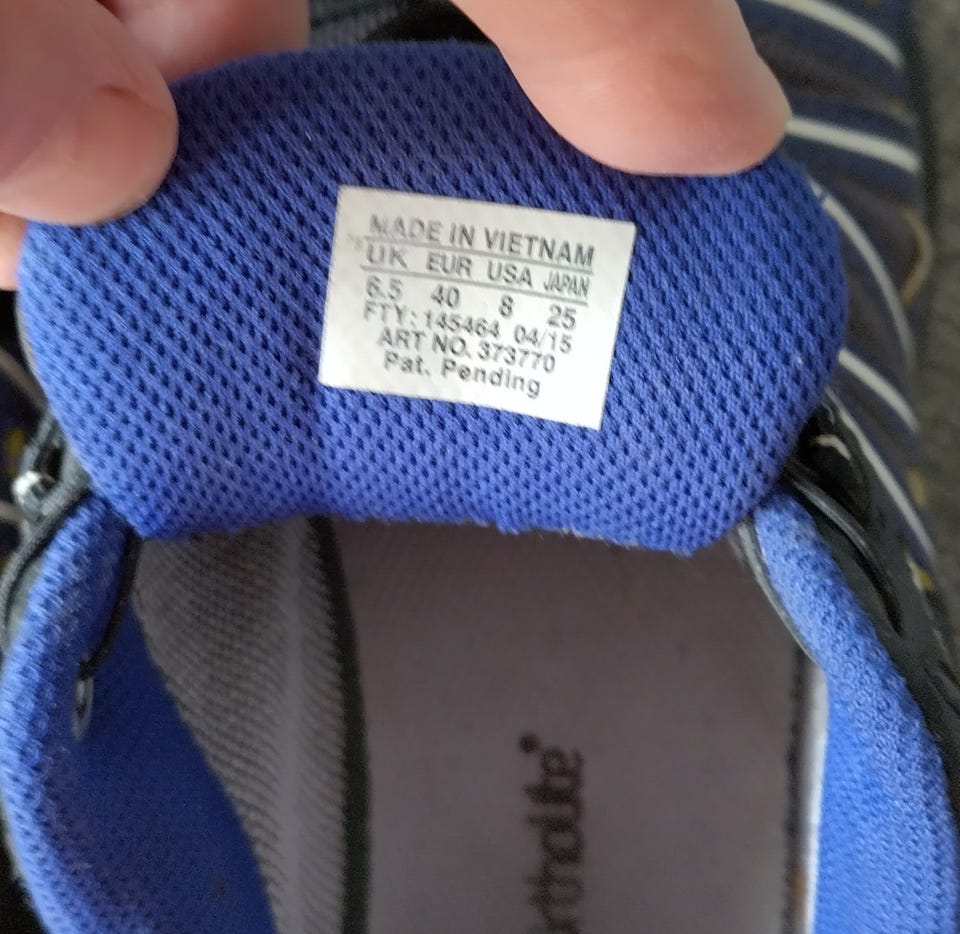 MADE IN VIETNAM
UK EUR USA JAPAN
6.5 40 8 25
FTY: 145464 04/15
ART NO. 373770
Pat. Pending